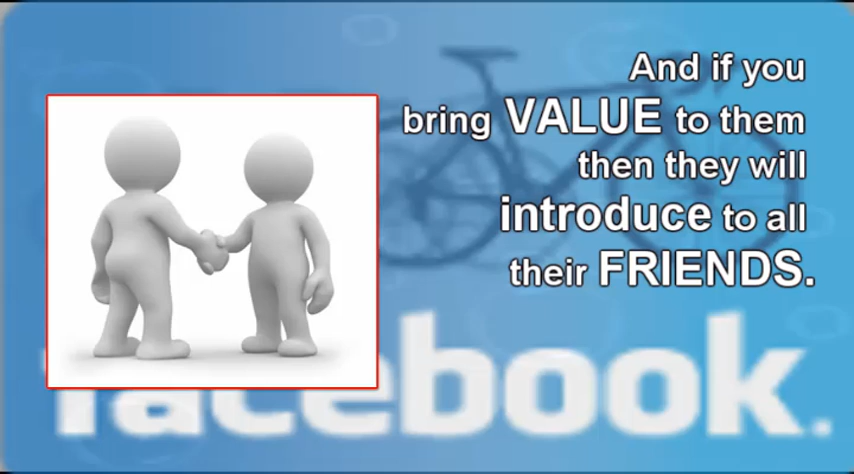 And if you
bring VALUE to them
then they will
introduce to all
their FRIENDS.
facebook.